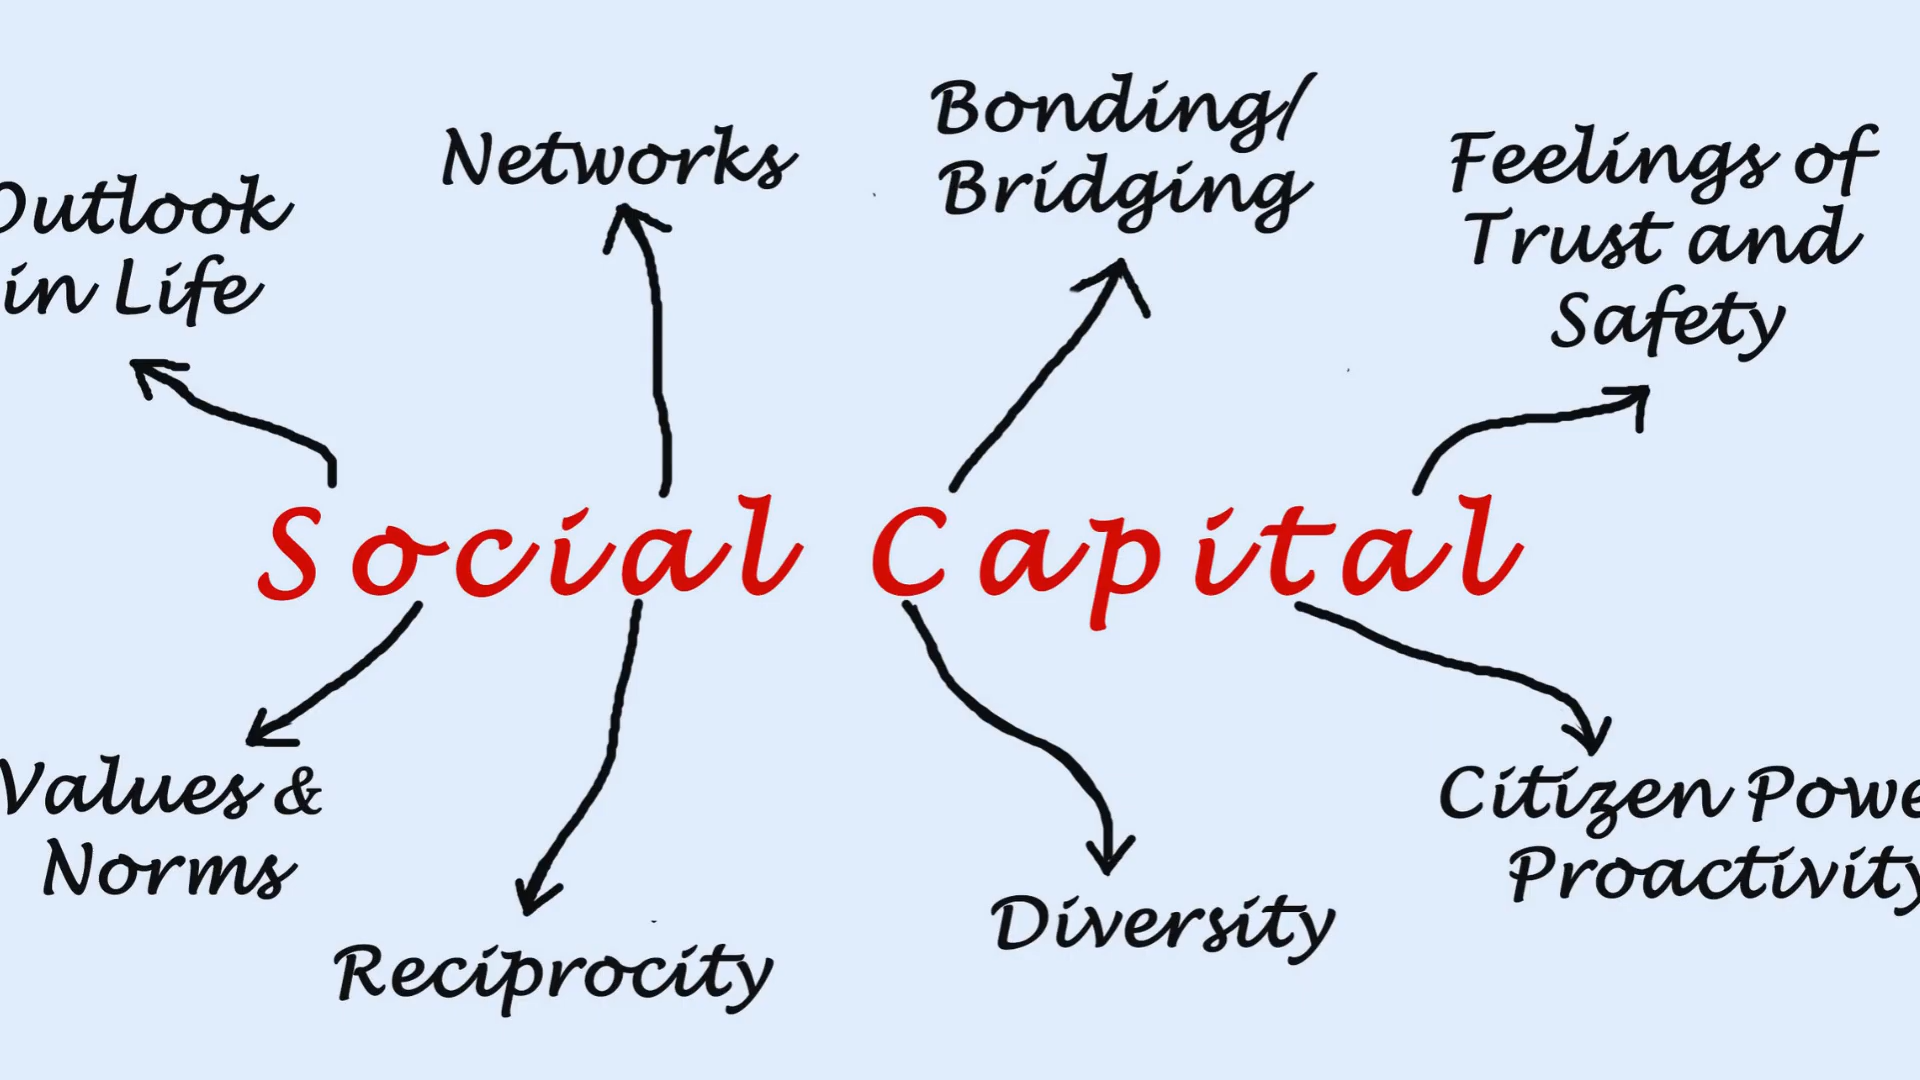 Outlook
in Life
Networks
Bonding/
Bridging
Feelings of
Trust and
Safety
Social Capital
Values &
Norms
Reciprocity
Diversity
Citizen Powe
Proactivity